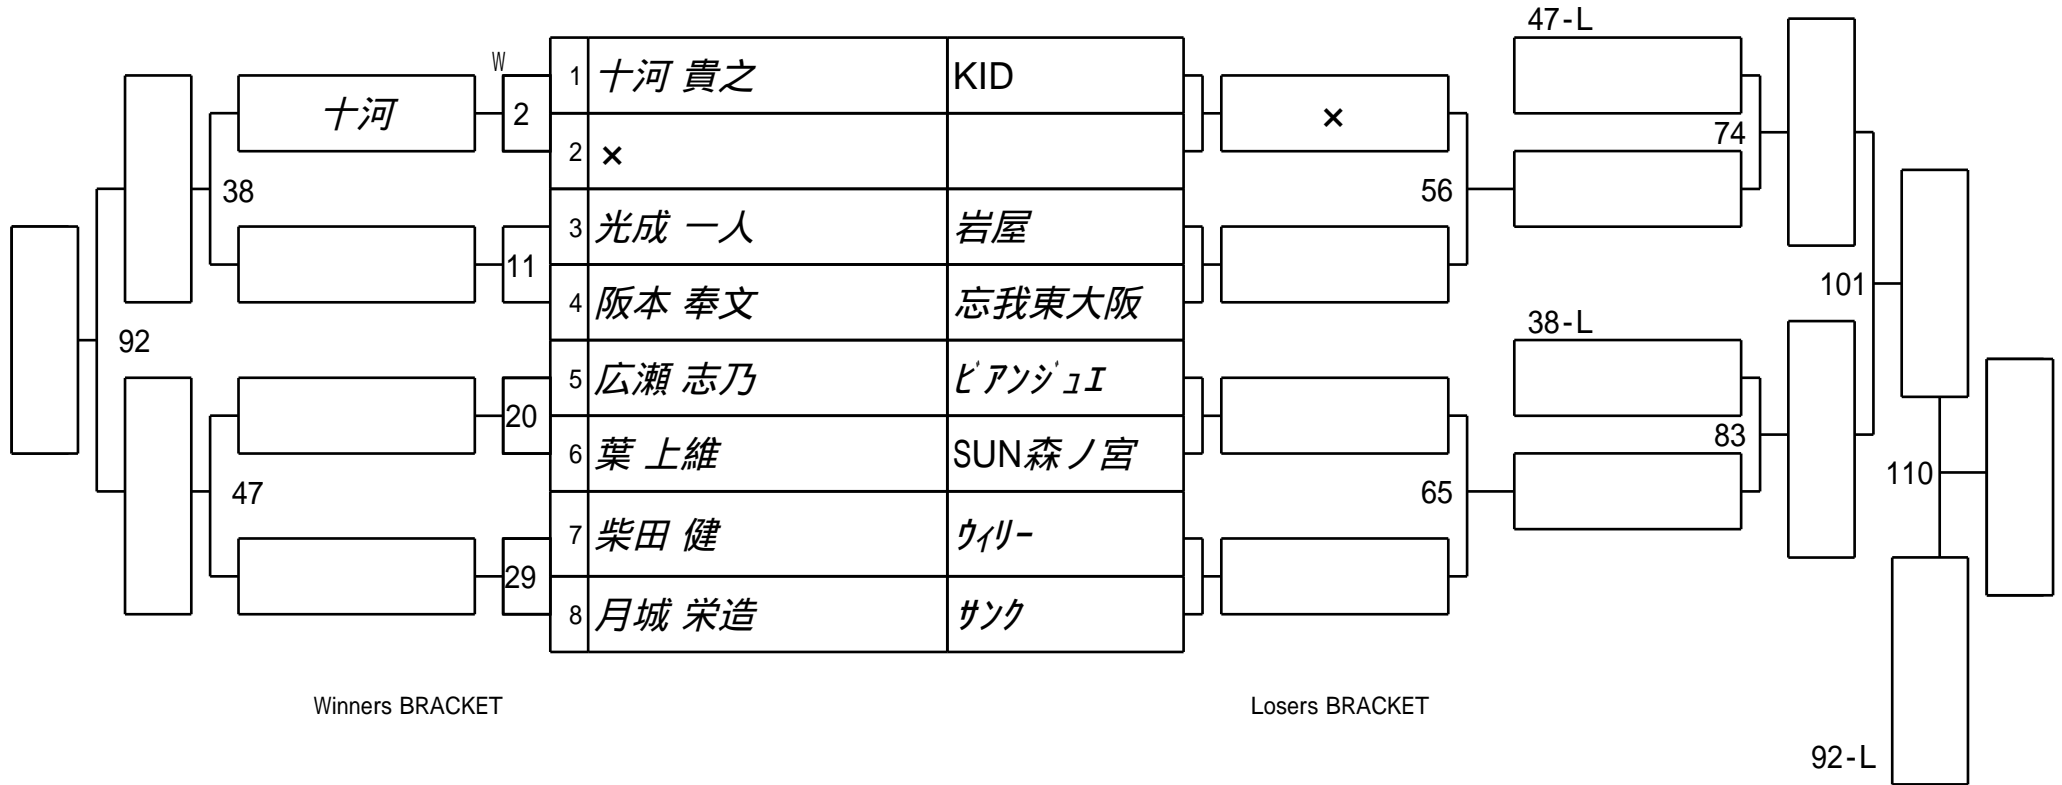 47-L
W
1 十河 貴之 KID
十河 2 ×
2 ×
74
38 56
3 光成 一人 岩屋
11
4 阪本 奉文 忘我東大阪
101
92 38-L
5 広瀬 志乃 ﾋﾞｱﾝｼﾞｭｴ
20
6 葉 上維 SUN森ノ宮
83
47 65 110
7 柴田 健 ｳｨﾘｰ
29
8 月城 栄造 ｻﾝｸ
Winners BRACKET Losers BRACKET
92-L